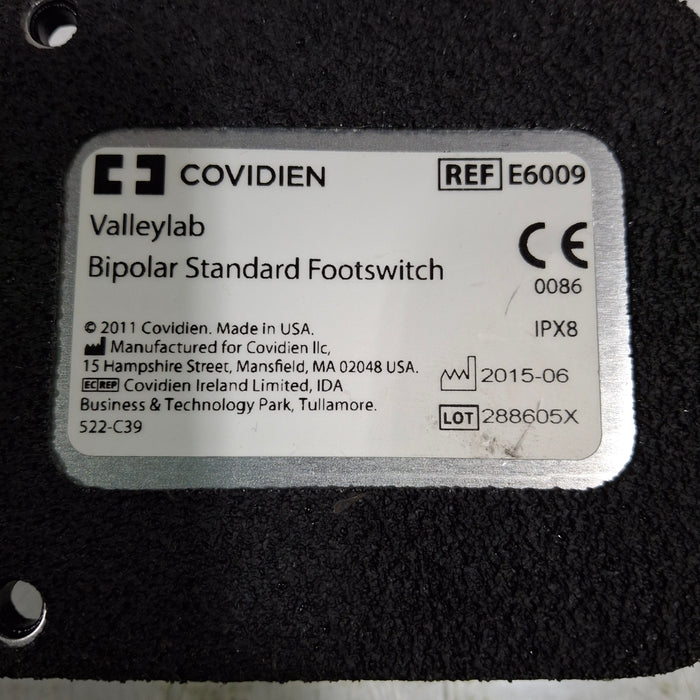 COVIDIEN
REF E6009
Valleylab
Bipolar Standard Footswitch
CE
0086
© 2011 Covidien. Made in USA.
Manufactured for Covidien llc,
15 Hampshire Street, Mansfield, MA 02048 USA.
EC REP Covidien Ireland Limited, IDA
Business & Technology Park, Tullamore.
522-C39
IPX8
2015-06
LOT 288605X